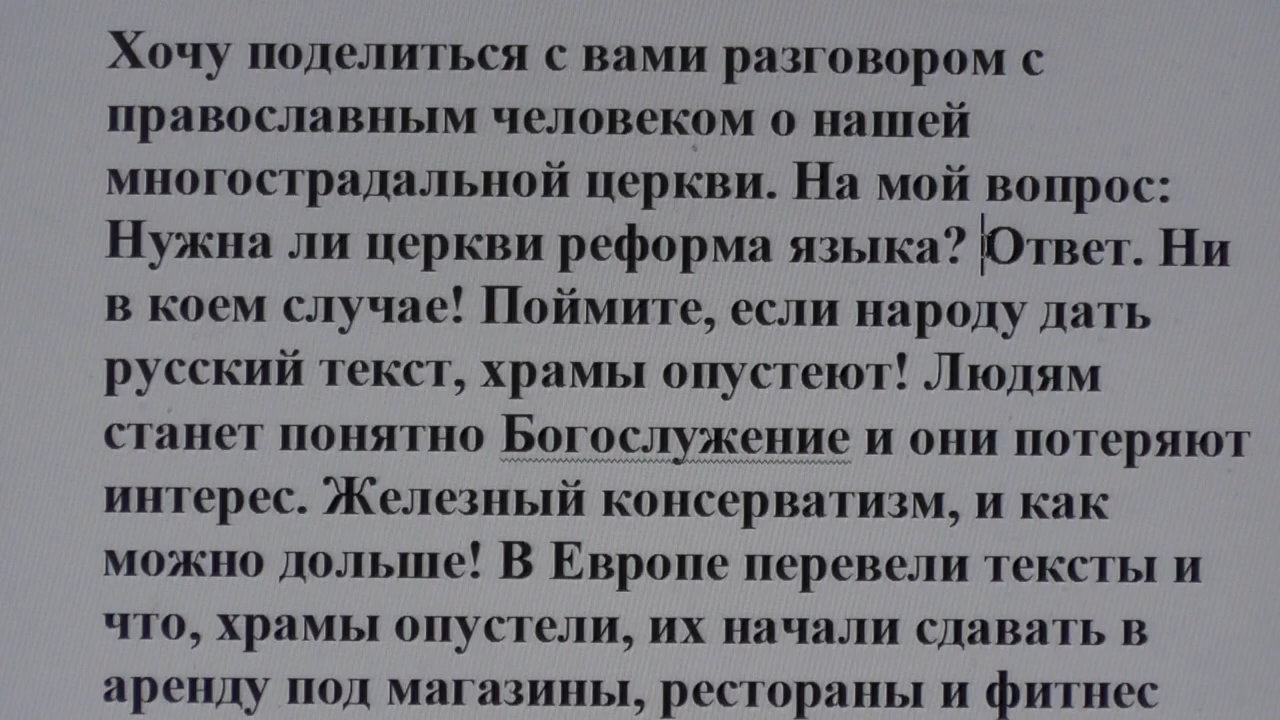 Хочу поделиться с вами разговором с
православным человеком о нашей
многострадальной церкви. На мой вопрос:
Нужна ли церкви реформа языка? Ответ. Ни
в коем случае! Поймите, если народу дать
русский текст, храмы опустеют! Людям
станет понятно Богослужение и они потеряют
интерес. Железный консерватизм, и как
можно дольше! В Европе перевели тексты и
что, храмы опустели, их начали сдавать в
аренду под магазины, рестораны и фитнес